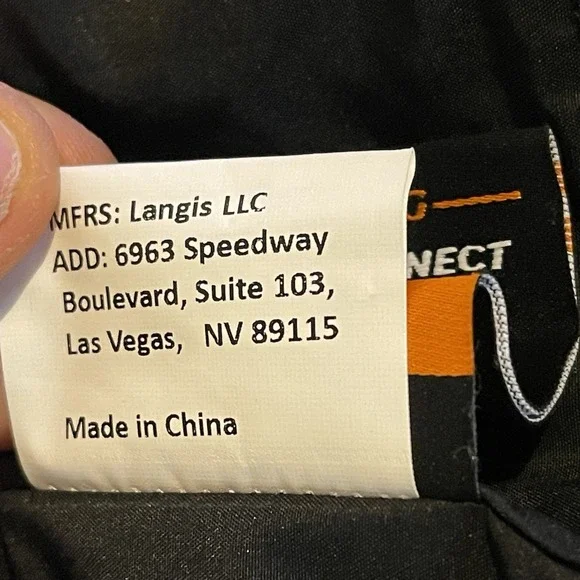 MFRS: Langis LLC
ADD: 6963 Speedway
Boulevard, Suite 103,
Las Vegas, NV 89115
Made in China
G
NECT